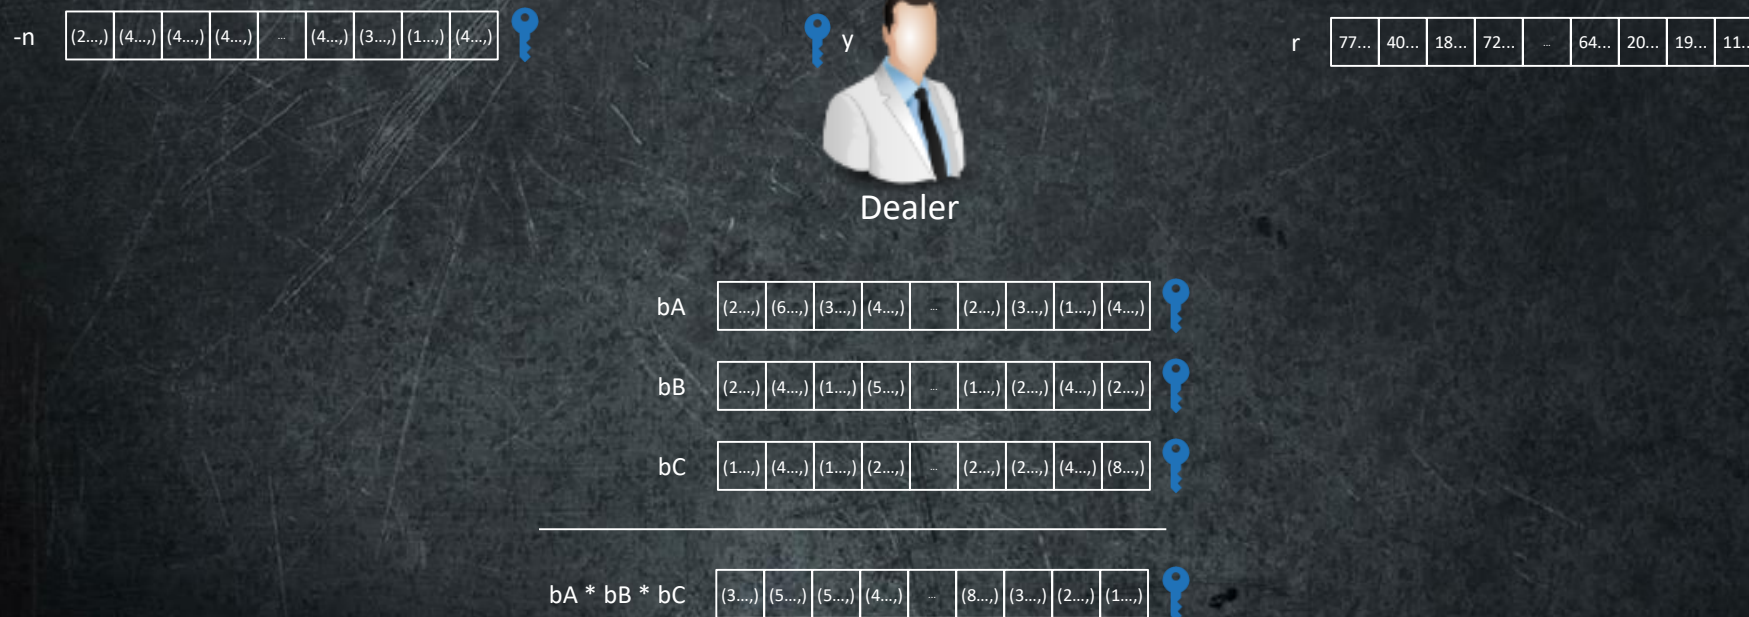 -n (2...,) (4...,) (4...,) (4...,) ... (4...,) (3...,) (1...,) (4...,)
y
r 77... 40... 18... 72... ... 64... 20... 19... 11..
Dealer
bA (2...,) (6...,) (3...,) (4...,) ... (2...,) (3...,) (1...,) (4...,)
bB (2...,) (4...,) (1...,) (5...,) ... (1...,) (2...,) (4...,) (2...,)
bC (1...,) (4...,) (1...,) (2...,) ... (2...,) (2...,) (4...,) (8...,)
bA * bB * bC (3...,) (5...,) (5...,) (4...,) ... (8...,) (3...,) (2...,) (1...,)